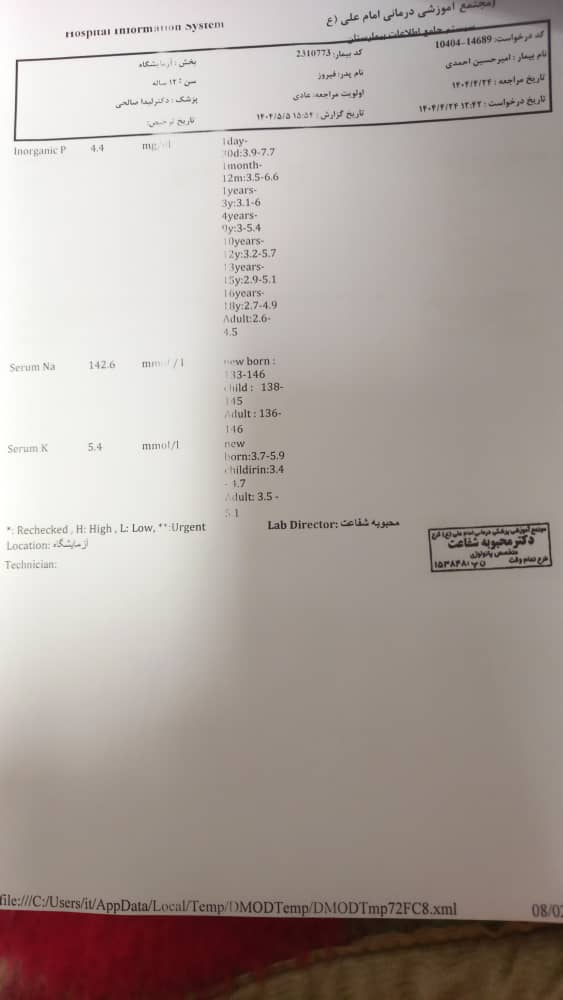 Hospital Information System
(مجتمع آموزشی درمانی امام علی (ع
سیستم جامع اطلاعات بیمارستان
کد درخواست: 14689-10404
کد بیمار: 2310773
بخش : آزمایشگاه
نام بیمار : امیرحسین احمدی
نام پدر: فیروز
سن : ۱۲ ساله
تاریخ مراجعه : ۱۴۰۴/۴/۲۴
اولویت مراجعه: عادی
پزشک : دکترلیدا صالحی
تاریخ درخواست : ۱۴۰۴/۴/۲۴ ۱۲:۴۲
تاریخ گزارش : ۱۴۰۴/۵/۵ ۱۵:۵۲
تاریخ ترخیص:
Inorganic P 4.4 mg/dl 1day-
30d:3.9-7.7
1month-
12m:3.5-6.6
1years-
3y:3.1-6
4years-
9y:3-5.4
10years-
12y:3.2-5.7
13years-
15y:2.9-5.1
16years-
18y:2.7-4.9
Adult:2.6-
4.5
Serum Na 142.6 mmol / l new born :
133-146
child : 138-
145
Adult : 136-
146
Serum K 5.4 mmol/l new
born:3.7-5.9
childirin:3.4
- 4.7
Adult: 3.5 -
5.1
*: Rechecked , H: High , L: Low, **:Urgent
Lab Director: محبوبه شفاعت
Location: آزمایشگاه
Technician:
مجتمع آموزشی پزشکی درمانی امام علی (ع) کرج
دکتر محبوبه شفاعت
متخصص پاتولوژی
طرح تمام وقت ن پ ۱۵۳۸۴۸۱
file:///C:/Users/it/AppData/Local/Temp/DMODTemp/DMODTmp72FC8.xml
08/02